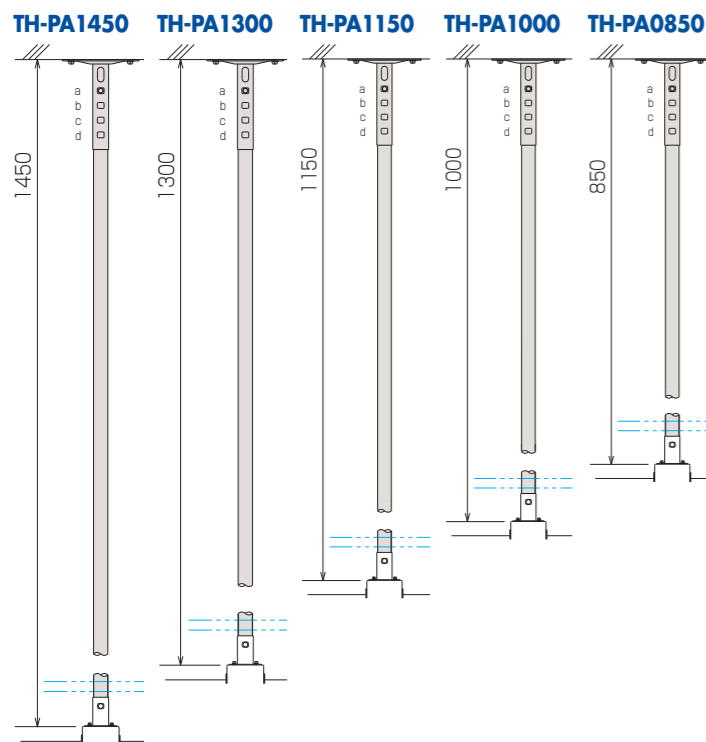 TH-PA1450 TH-PA1300 TH-PA1150 TH-PA1000 TH-PA0850
a a a a a
b b b b b
c c c c c
d d d d d
1450 1300 1150 1000 850